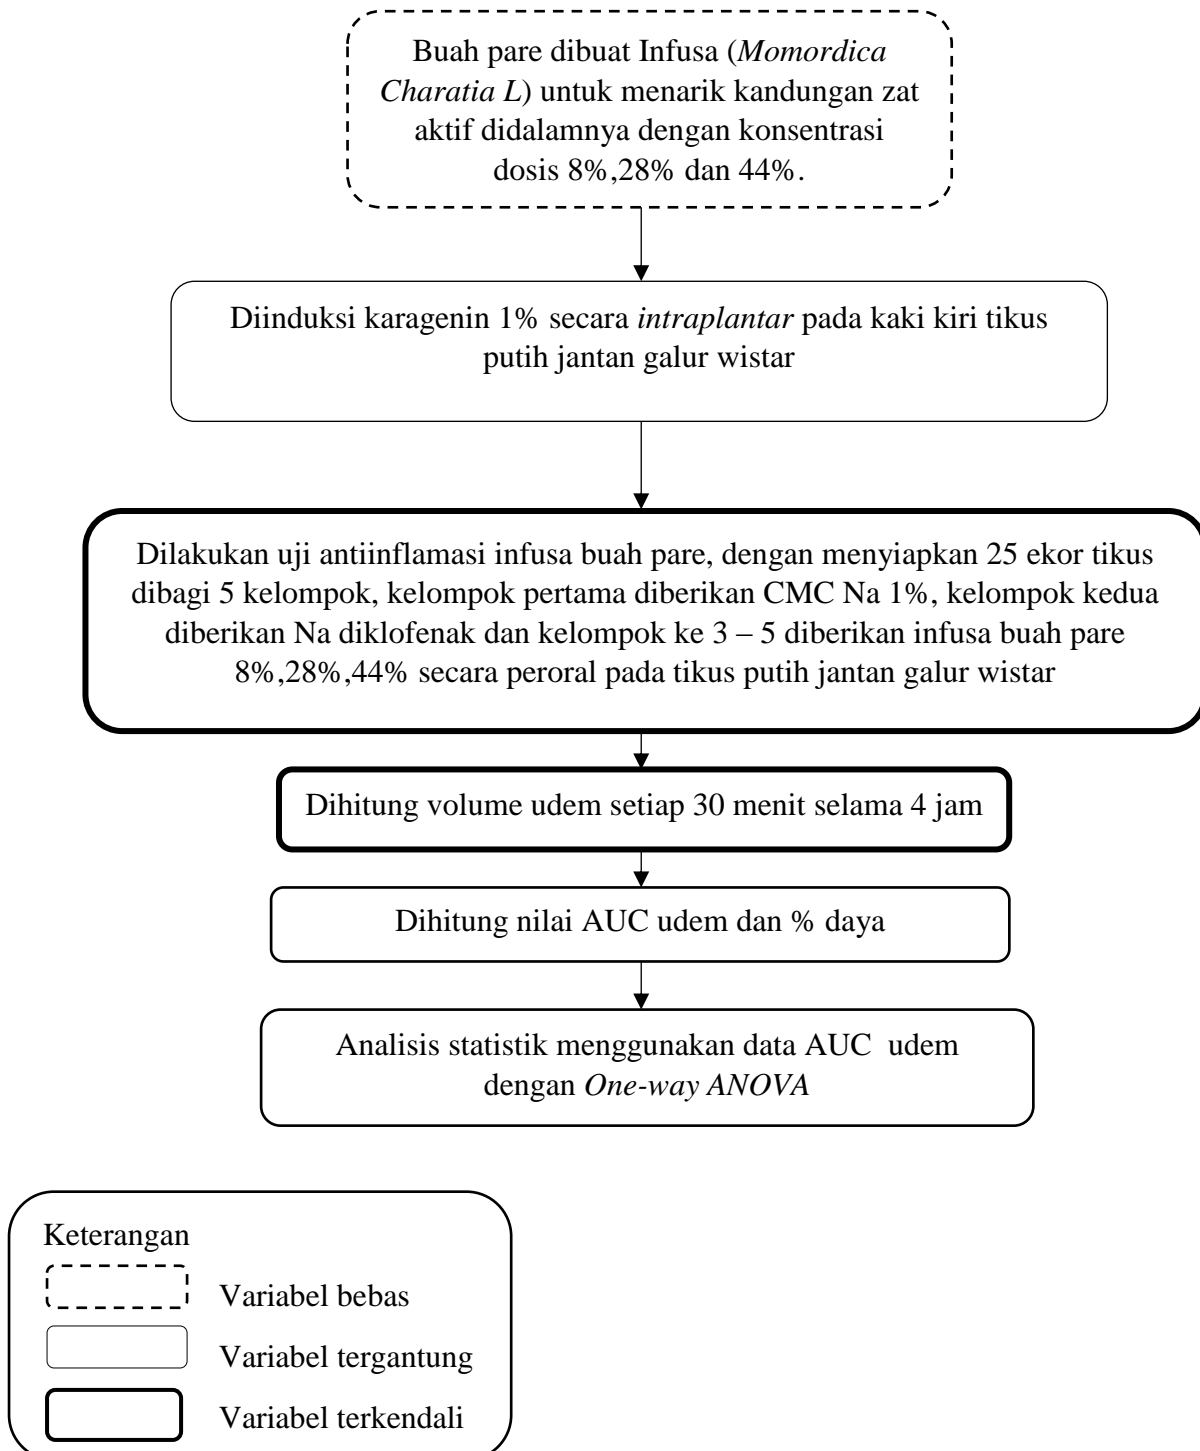 Buah pare dibuat Infusa (Momordica
Charatia L) untuk menarik kandungan zat
aktif didalamnya dengan konsentrasi
dosis 8%,28% dan 44%.
Diinduksi karagenin 1% secara intraplantar pada kaki kiri tikus
putih jantan galur wistar
Dilakukan uji antiinflamasi infusa buah pare, dengan menyiapkan 25 ekor tikus
dibagi 5 kelompok, kelompok pertama diberikan CMC Na 1%, kelompok kedua
diberikan Na diklofenak dan kelompok ke 3 – 5 diberikan infusa buah pare
8%,28%,44% secara peroral pada tikus putih jantan galur wistar
Dihitung volume udem setiap 30 menit selama 4 jam
Dihitung nilai AUC udem dan % daya
Analisis statistik menggunakan data AUC  udem
dengan One-way ANOVA
Keterangan
Variabel bebas
Variabel tergantung
Variabel terkendali